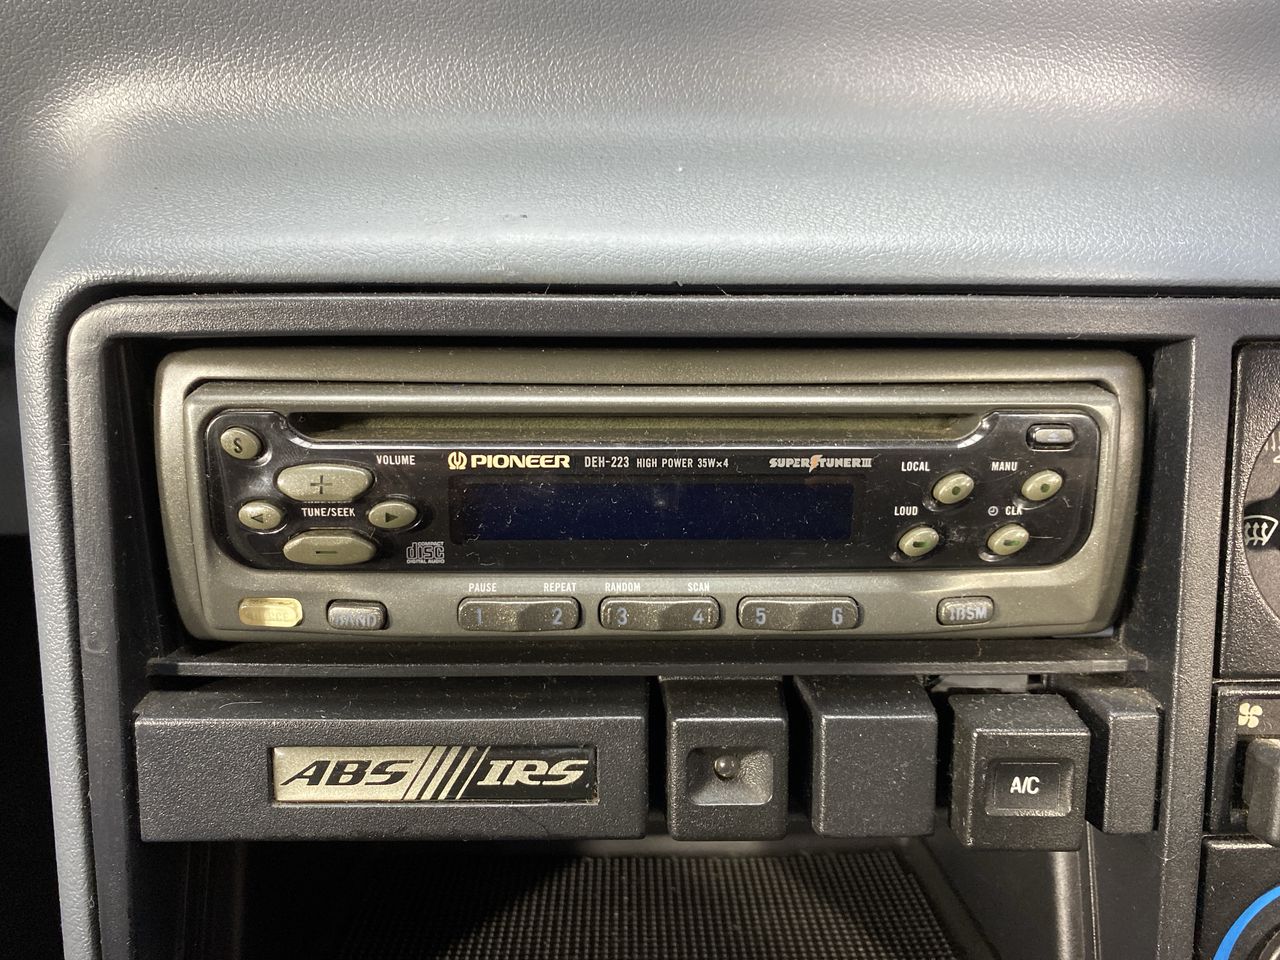 S
VOLUME
PIONEER DEH-223 HIGH POWER 35W×4
SUPER TUNER III
LOCAL
MANU
+
TUNE/SEEK
LOUD
CLK
−
COMPACT
disc
DIGITAL AUDIO
PAUSE
REPEAT
RANDOM
SCAN
BAND
1
2
3
4
5
6
ABS IRS
A/C